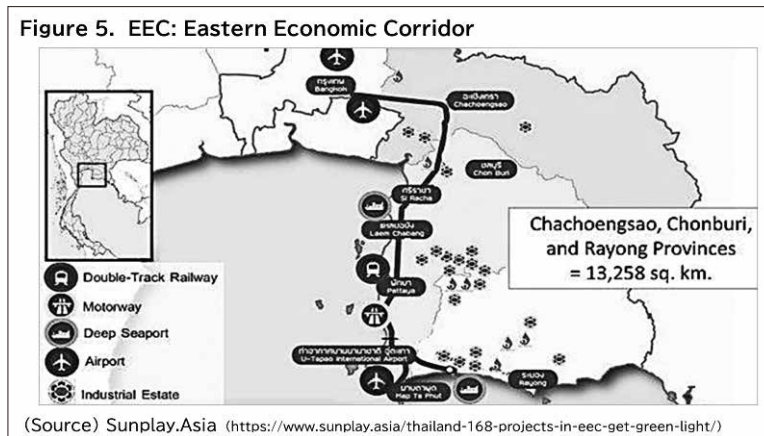 Figure 5. EEC: Eastern Economic Corridor
กรุงเทพ
Bangkok
ฉะเชิงเทรา
Chachoengsao
ชลบุรี
Chon Buri
ศรีราชา
Si Racha
แหลมฉบัง
Laem Chabang
Chachoengsao, Chonburi,
and Rayong Provinces
= 13,258 sq. km.
พัทยา
Pattaya
ท่าอากาศยานนานาชาติ อู่ตะเภา
U-Tapao International Airport
ระยอง
Rayong
มาบตาพุด
Map Ta Phut
Double-Track Railway
Motorway
Deep Seaport
Airport
Industrial Estate
(Source) Sunplay.Asia (https://www.sunplay.asia/thailand-168-projects-in-eec-get-green-light/)